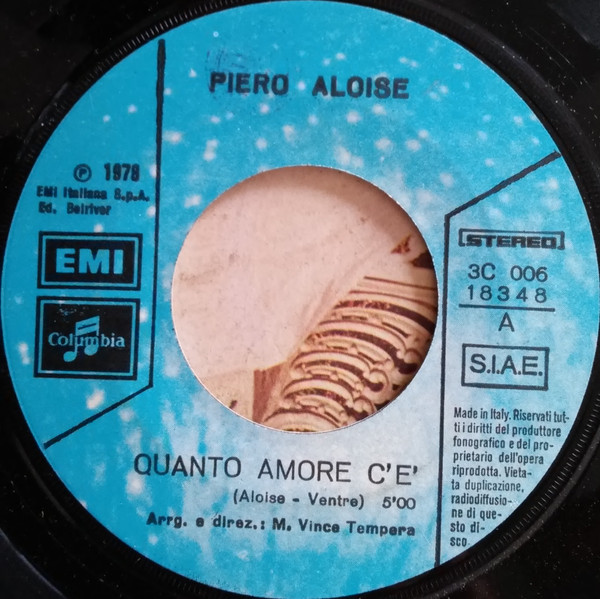 PIERO ALOISE
℗ 1978
EMI Italiana S.p.A.
Ed. Belriver
EMI
Columbia
STEREO
3C 006
18348
A
S.I.A.E.
Made in Italy. Riservati tut-
ti i diritti del produttore
fonografico e del pro-
prietario dell'opera
riprodotta. Vieta-
ta duplicazione,
radiodiffusio-
ne di que-
sto di-
sco.
QUANTO AMORE C'E'
(Aloise - Ventre) 5'00
Arrg. e direz.: M. Vince Tempera